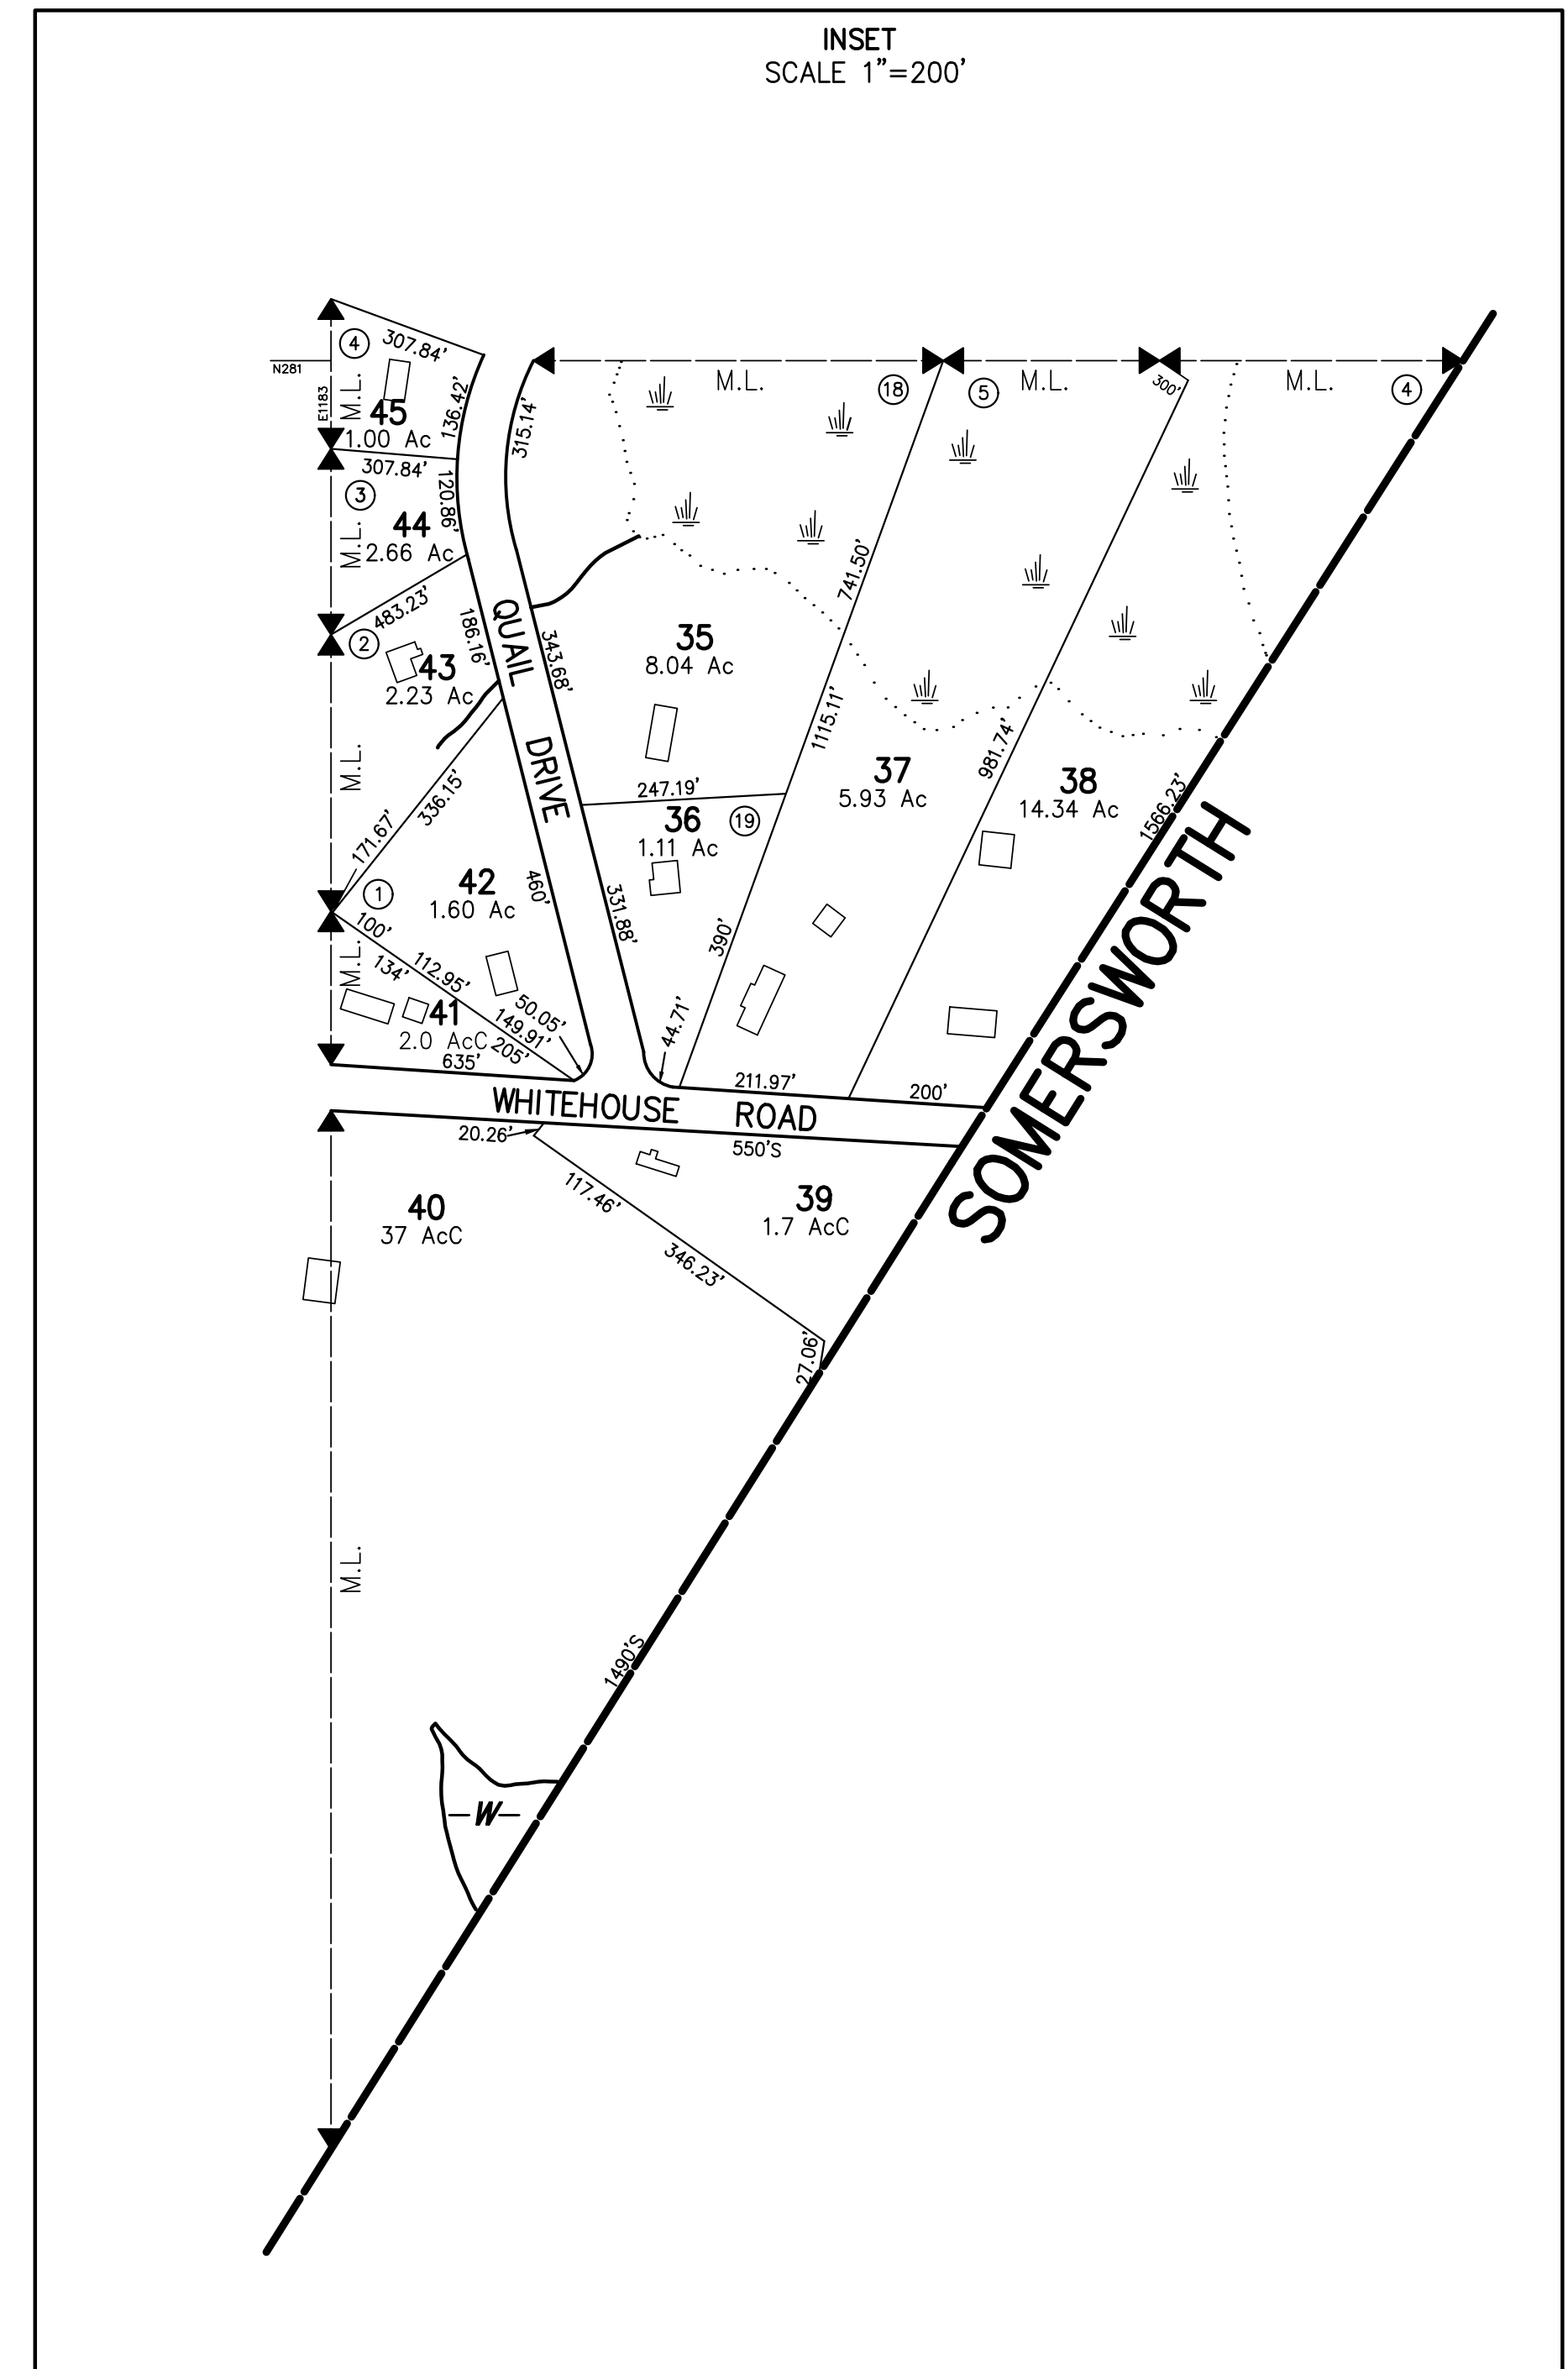 INSET
SCALE 1"=200'
4
307.84'
N281
E1183
M.L.
45
1.00 Ac
136.42'
315.14'
M.L.
18
5
M.L.
300'
M.L.
4
307.84'
3
120.86'
44
2.66 Ac
M.L.
741.50'
483.23'
2
186.16'
QUAIL DRIVE
343.68'
35
8.04 Ac
43
2.23 Ac
M.L.
1115.11'
981.74'
37
5.93 Ac
38
14.34 Ac
1566.23'
SOMERSWORTH
247.19'
36
19
1.11 Ac
171.67'
336.15'
1
42
1.60 Ac
460'
331.88'
390'
100'
134'
112.95'
M.L.
41
2.0 AcC
50.05'
149.91'
205'
44.71'
635'
211.97'
200'
WHITEHOUSE ROAD
20.26'
550'S
117.46'
39
1.7 AcC
40
37 AcC
346.23'
27.06'
M.L.
1490'S
-W-